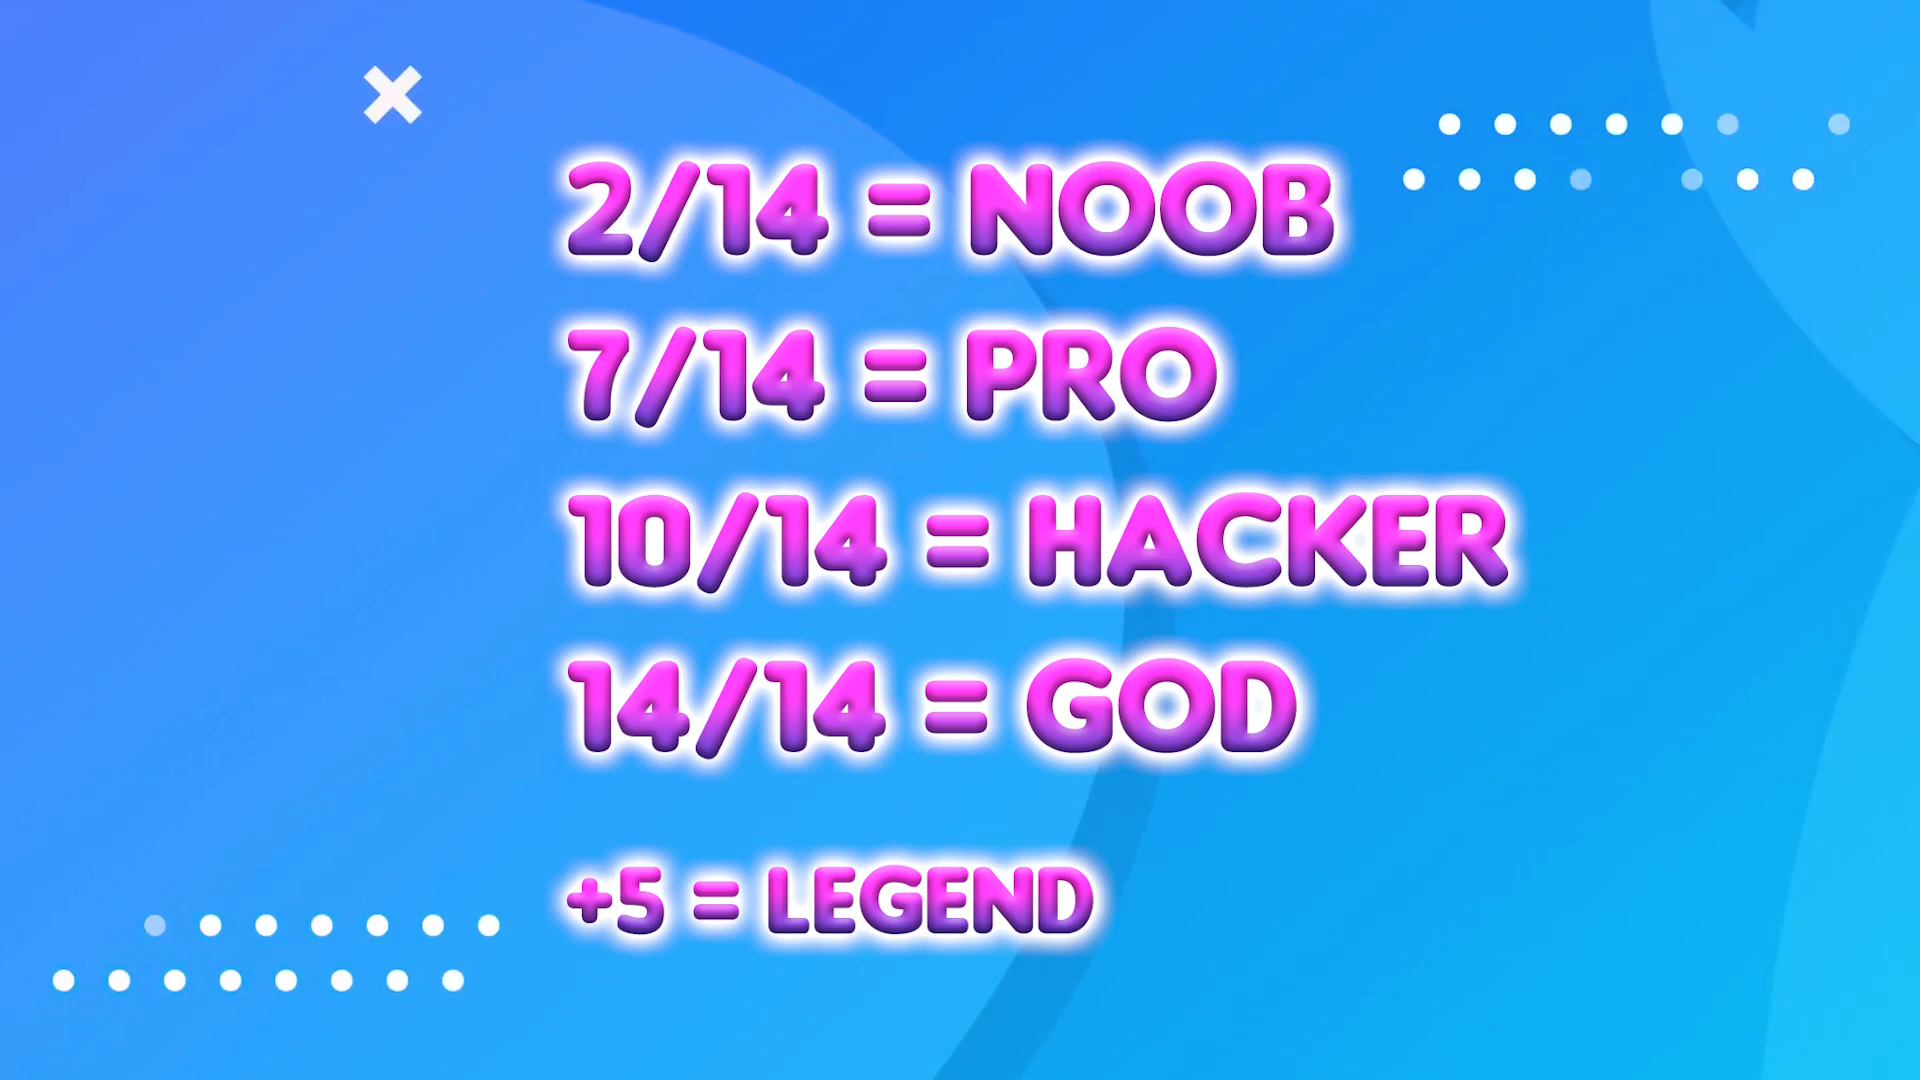 2/14 = NOOB
7/14 = PRO
10/14 = HACKER
14/14 = GOD
+5 = LEGEND